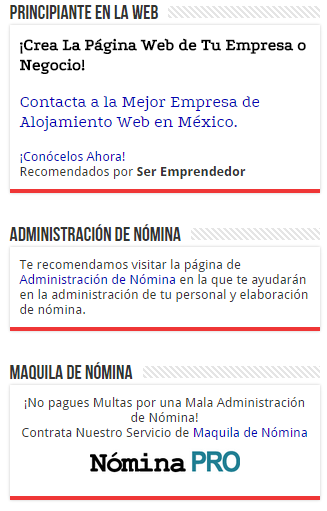 PRINCIPIANTE EN LA WEB
¡Crea La Página Web de Tu Empresa o
Negocio!
Contacta a la Mejor Empresa de
Alojamiento Web en México.
¡Conócelos Ahora!
Recomendados por Ser Emprendedor
ADMINISTRACIÓN DE NÓMINA
Te recomendamos visitar la página de
Administración de Nómina en la que te ayudarán
en la administración de tu personal y elaboración
de nómina.
MAQUILA DE NÓMINA
¡No pagues Multas por una Mala Administración
de Nómina!
Contrata Nuestro Servicio de Maquila de Nómina
Nómina PRO